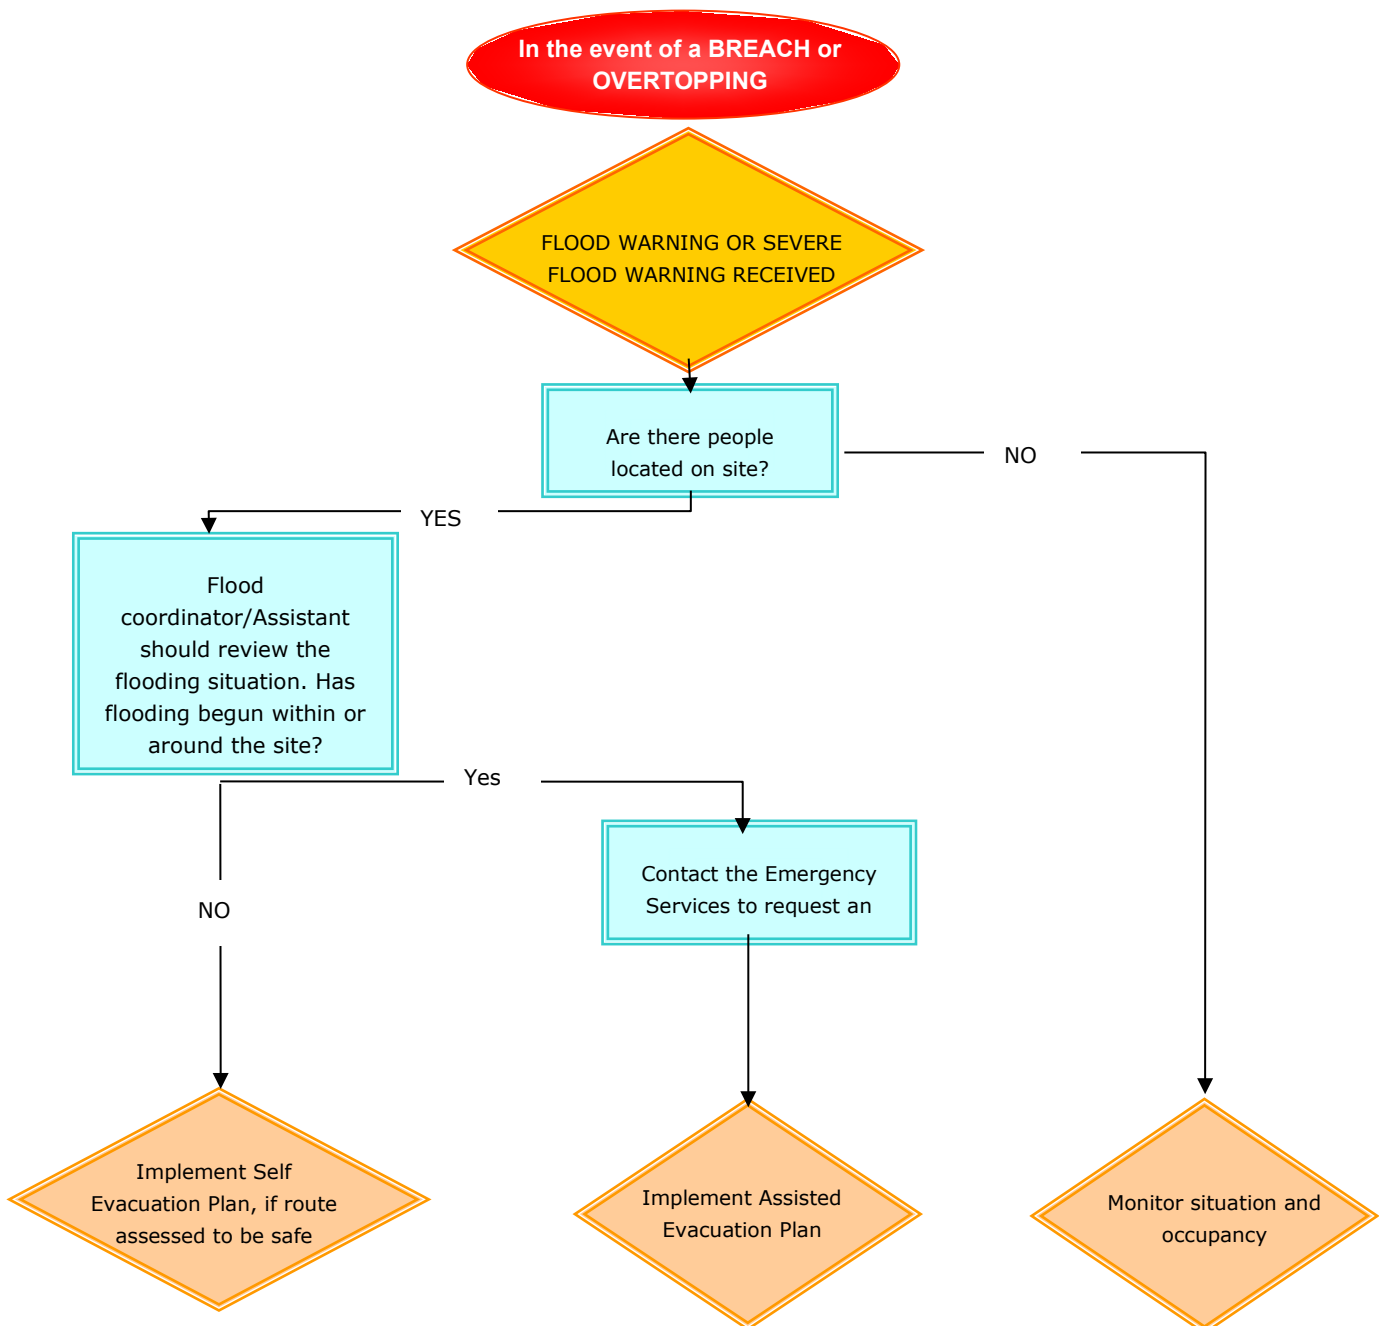 In the event of a BREACH or
OVERTOPPING
FLOOD WARNING OR SEVERE
FLOOD WARNING RECEIVED
Are there people
located on site?
NO
YES
Flood
coordinator/Assistant
should review the
flooding situation. Has
flooding begun within or
around the site?
Yes
Contact the Emergency
Services to request an
NO
Implement Self
Evacuation Plan, if route
assessed to be safe
Implement Assisted
Evacuation Plan
Monitor situation and
occupancy